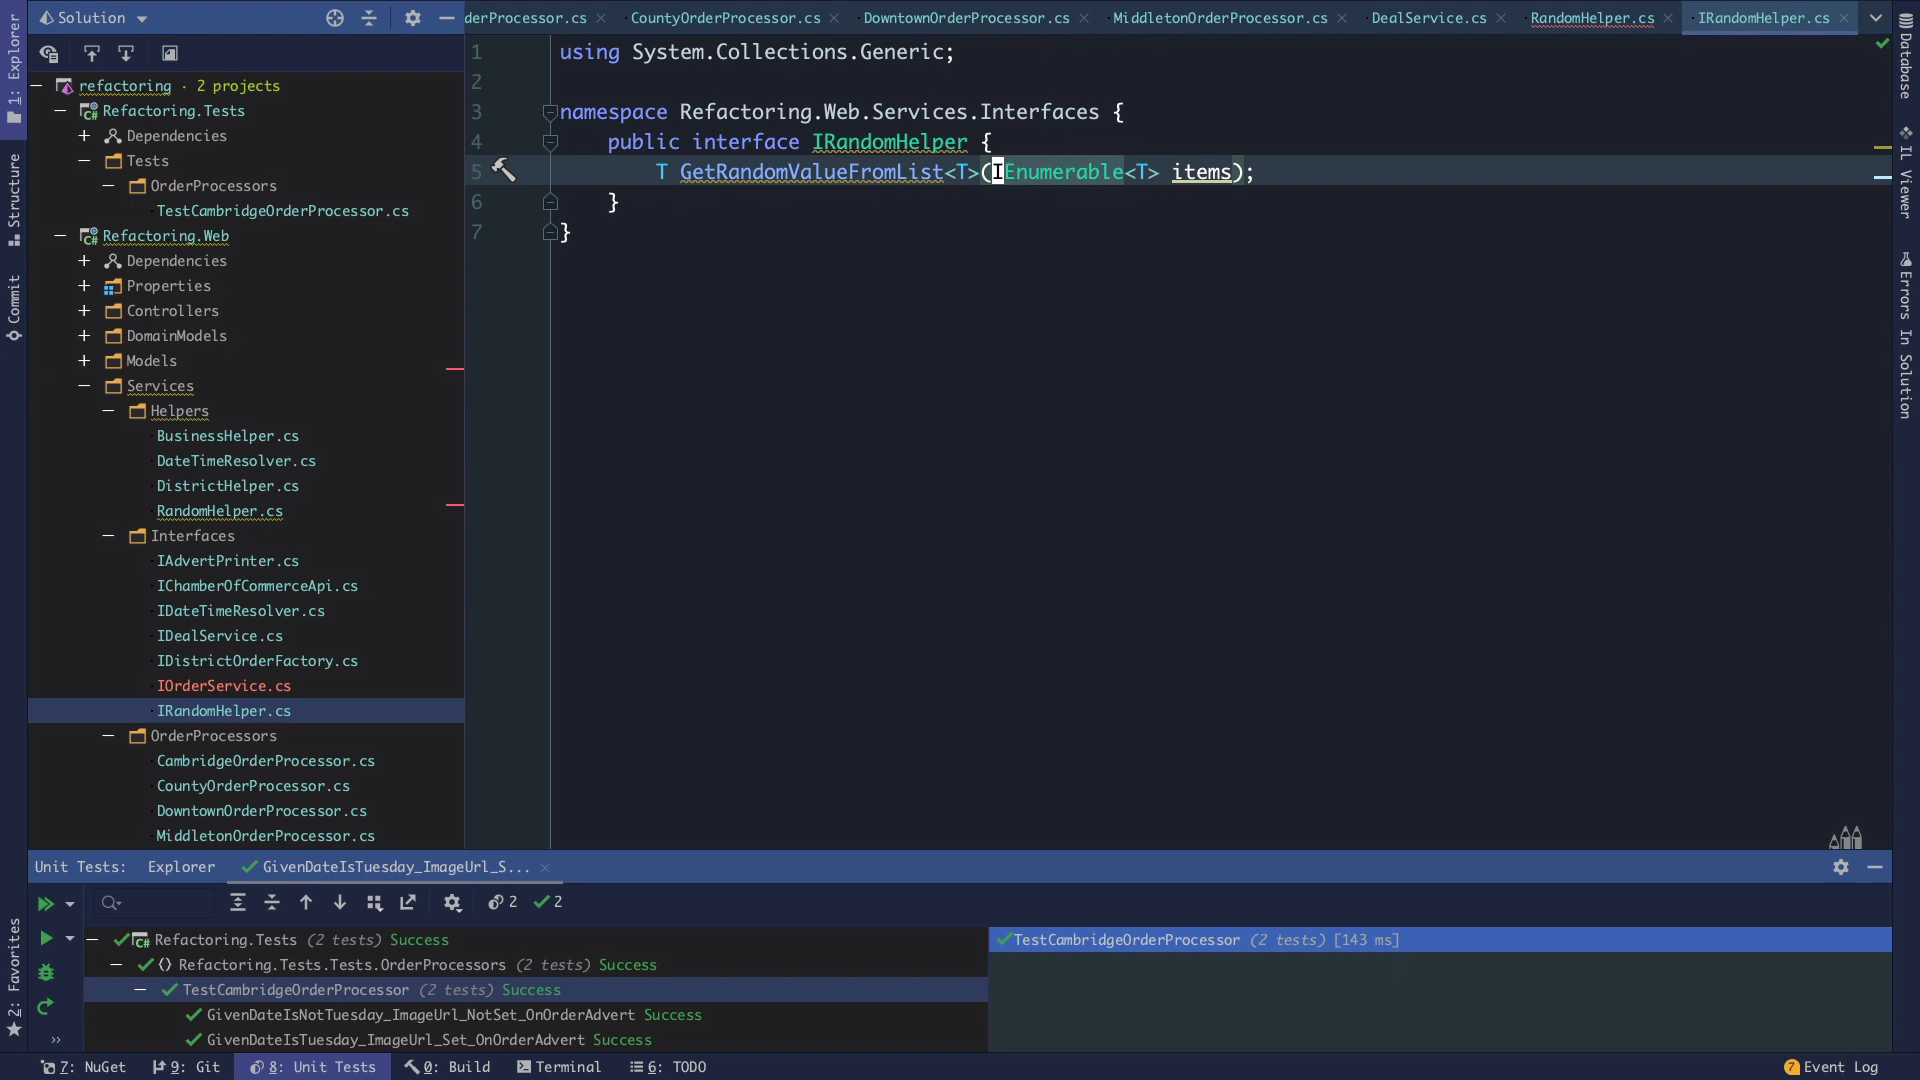 Solution
derProcessor.cs
CountyOrderProcessor.cs
DowntownOrderProcessor.cs
MiddletonOrderProcessor.cs
DealService.cs
RandomHelper.cs
IRandomHelper.cs
1: Explorer
Structure
Commit
2: Favorites
refactoring · 2 projects
Refactoring.Tests
Dependencies
Tests
OrderProcessors
TestCambridgeOrderProcessor.cs
Refactoring.Web
Dependencies
Properties
Controllers
DomainModels
Models
Services
Helpers
BusinessHelper.cs
DateTimeResolver.cs
DistrictHelper.cs
RandomHelper.cs
Interfaces
IAdvertPrinter.cs
IChamberOfCommerceApi.cs
IDateTimeResolver.cs
IDealService.cs
IDistrictOrderFactory.cs
IOrderService.cs
IRandomHelper.cs
OrderProcessors
CambridgeOrderProcessor.cs
CountyOrderProcessor.cs
DowntownOrderProcessor.cs
MiddletonOrderProcessor.cs
1 using System.Collections.Generic;
2
3 namespace Refactoring.Web.Services.Interfaces {
4 public interface IRandomHelper {
5 T GetRandomValueFromList<T>(IEnumerable<T> items);
6 }
7 }
Database
IL Viewer
Errors In Solution
Unit Tests:
Explorer
GivenDateIsTuesday_ImageUrl_S...
2
2
Refactoring.Tests (2 tests) Success
Refactoring.Tests.Tests.OrderProcessors (2 tests) Success
TestCambridgeOrderProcessor (2 tests) Success
GivenDateIsNotTuesday_ImageUrl_NotSet_OnOrderAdvert Success
GivenDateIsTuesday_ImageUrl_Set_OnOrderAdvert Success
TestCambridgeOrderProcessor (2 tests) [143 ms]
7: NuGet
9: Git
8: Unit Tests
0: Build
Terminal
6: TODO
7 Event Log